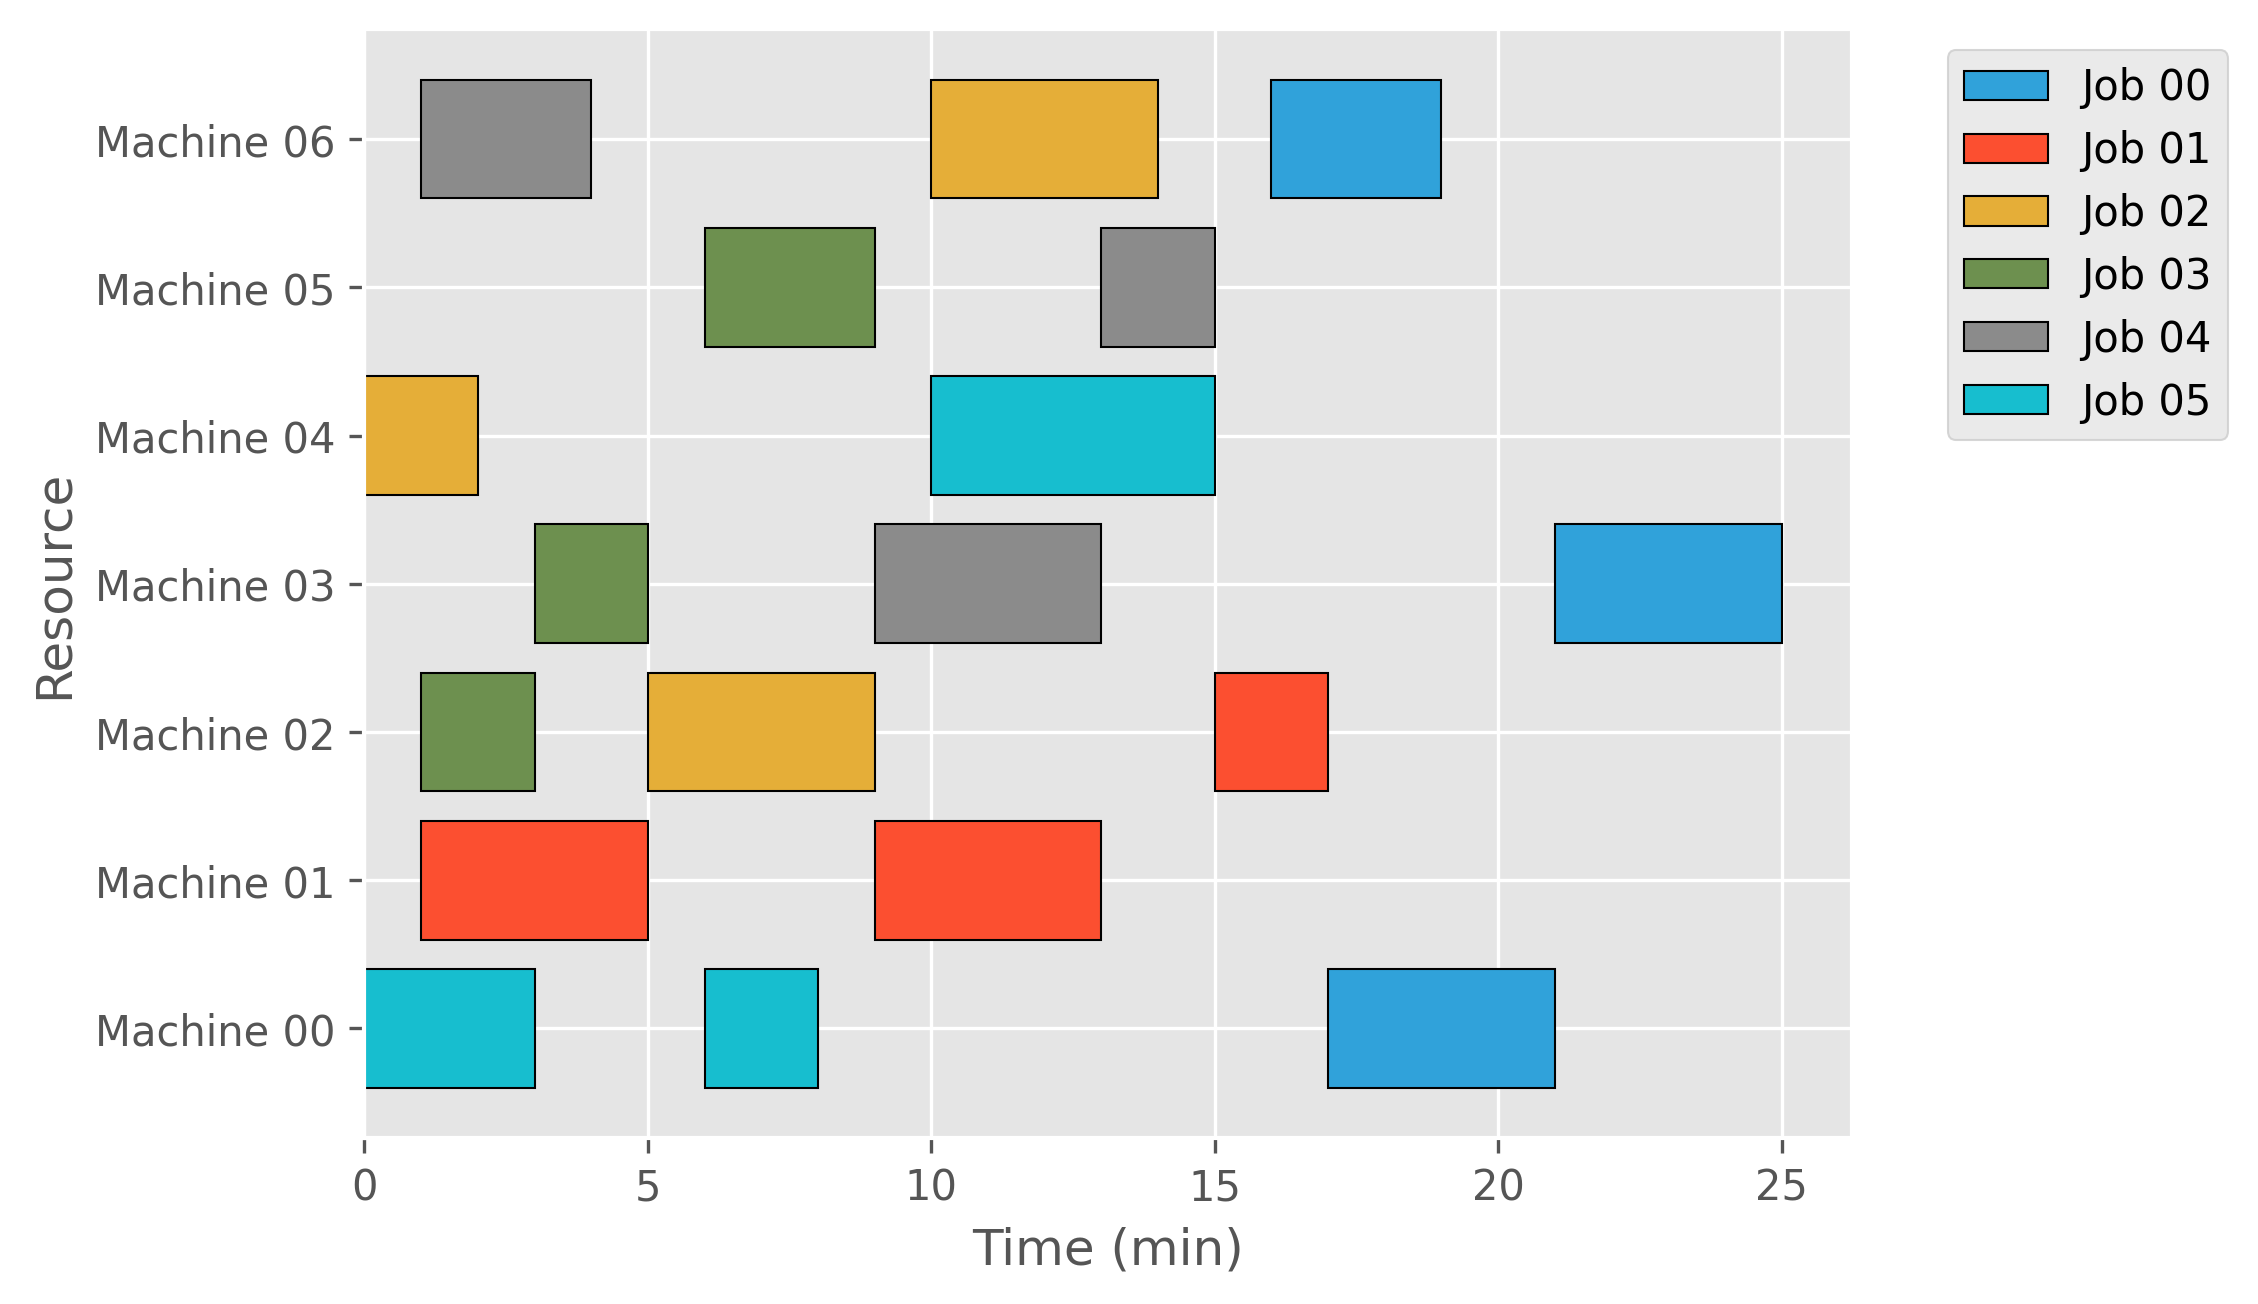 Machine 06
Machine 05
Machine 04
Machine 03
Machine 02
Machine 01
Machine 00
Resource
0 5 10 15 20 25
Time (min)
Job 00
Job 01
Job 02
Job 03
Job 04
Job 05